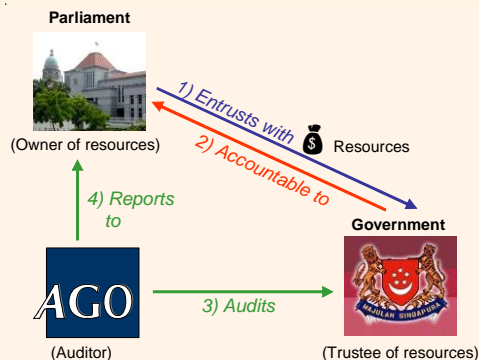 Parliament
(Owner of resources)
1) Entrusts with
$
Resources
2) Accountable to
4) Reports
to
Government
MAJULAH SINGAPURA
AGO
3) Audits
(Auditor)
(Trustee of resources)